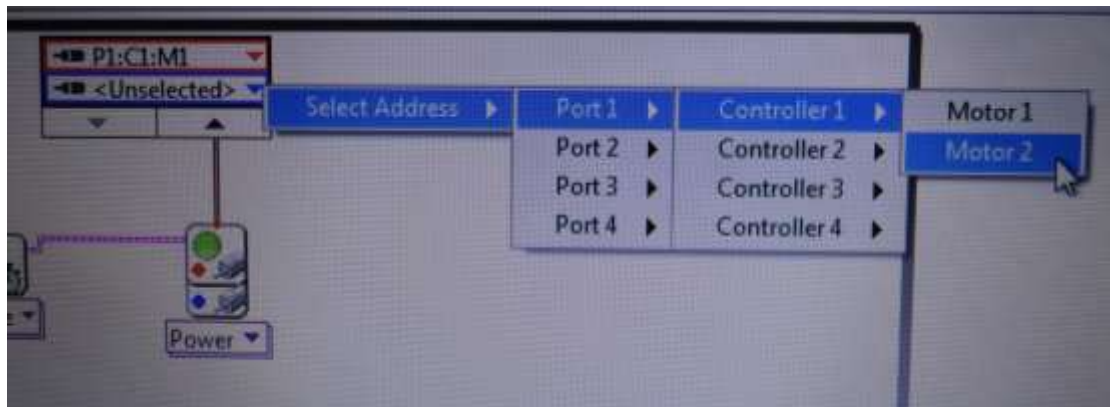 P1:C1:M1
<Unselected>
Select Address
Port 1
Port 2
Port 3
Port 4
Controller 1
Controller 2
Controller 3
Controller 4
Motor 1
Motor 2
Power